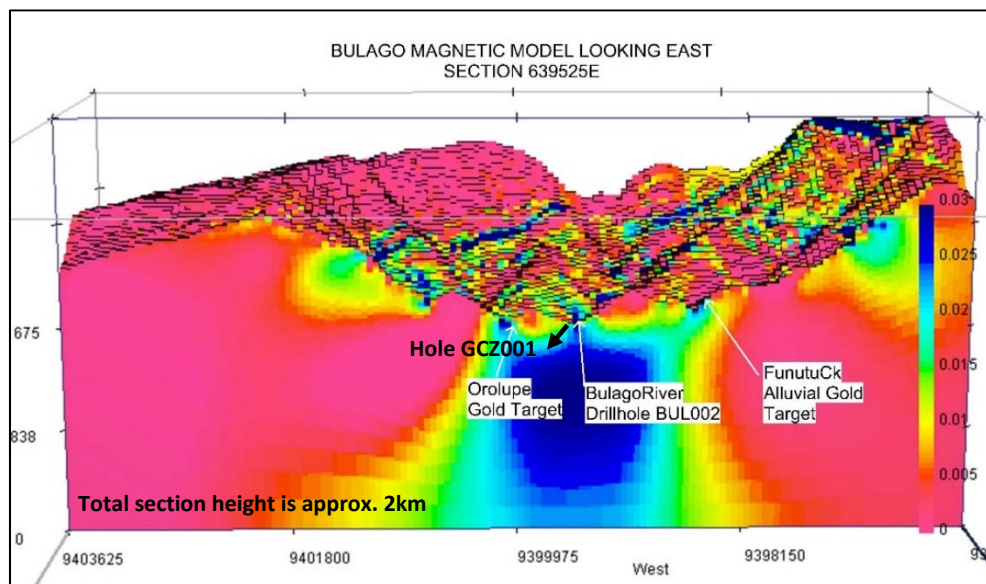 BULAGO MAGNETIC MODEL LOOKING EAST
SECTION 639525E
0.03
0.025
0.02
0.015
0.01
0.005
0
675
Hole GCZ001
Orolupe
Gold Target
BulagoRiver
Drillhole BUL002
FunutuCk
Alluvial Gold
Target
838
Total section height is approx. 2km
0
9403625
9401800
9399975
9398150
West